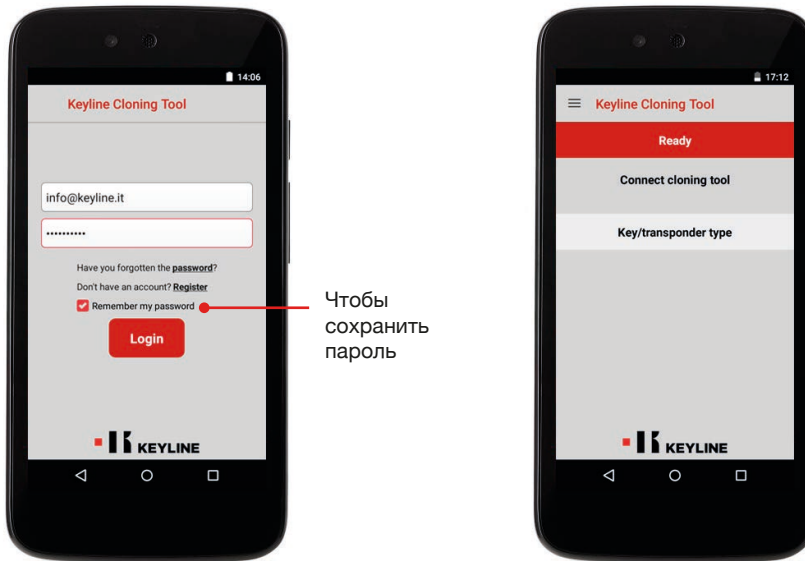 14:06
Keyline Cloning Tool
info@keyline.it
••••••••••
Have you forgotten the password?
Don't have an account? Register
Remember my password
Login
KEYLINE
Чтобы
сохранить
пароль
17:12
Keyline Cloning Tool
Ready
Connect cloning tool
Key/transponder type
KEYLINE